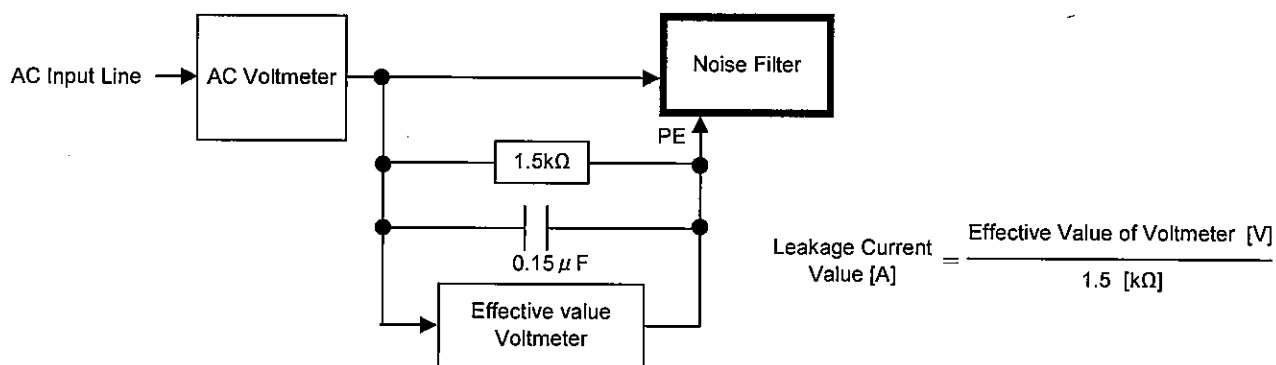 AC Input Line
AC Voltmeter
Noise Filter
PE
1.5kΩ
0.15 μ F
Effective value
Voltmeter
Leakage Current
Value [A]
=
Effective Value of Voltmeter [V]
1.5 [kΩ]